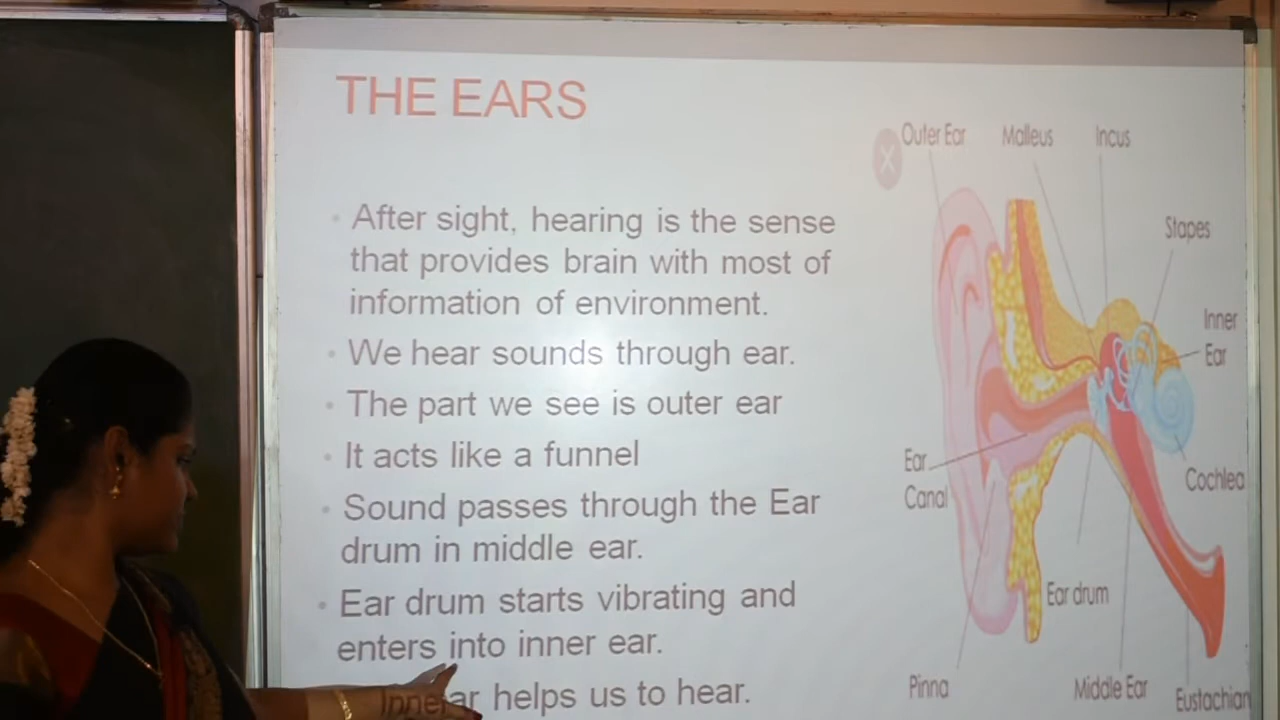 THE EARS
After sight, hearing is the sense
that provides brain with most of
information of environment.
We hear sounds through ear.
The part we see is outer ear
It acts like a funnel
Sound passes through the Ear
drum in middle ear.
Ear drum starts vibrating and
enters into inner ear.
helps us to hear.
Outer Ear
Malleus
Incus
Stapes
Inner
Ear
Ear
Canal
Cochlea
Ear drum
Pinna
Middle Ear
Eustachian